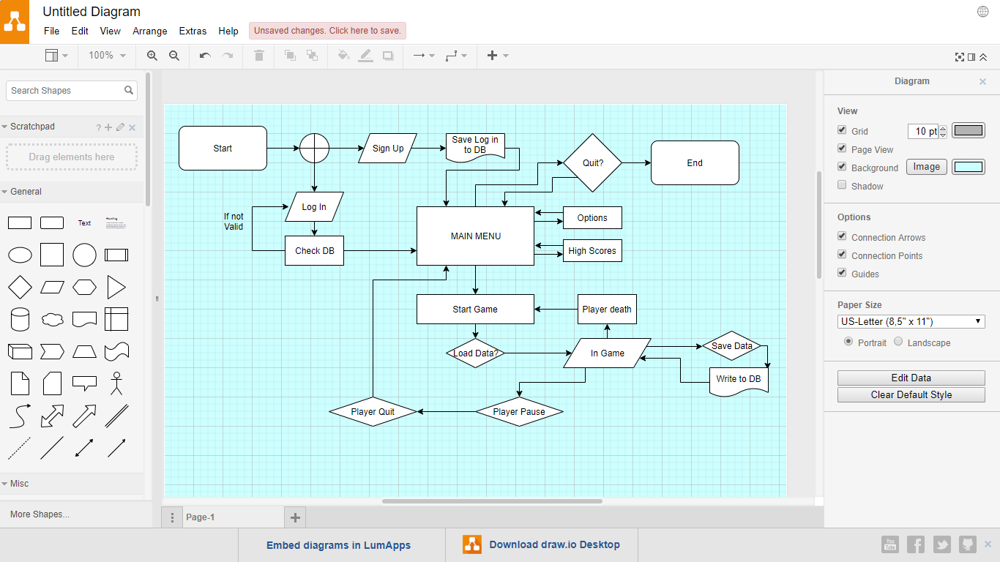 Untitled Diagram
File Edit View Arrange Extras Help Unsaved changes. Click here to save.
100%
Search Shapes
Scratchpad ?
Drag elements here
General
Text
Misc
More Shapes...
Start
Sign Up
Save Log in
to DB
Quit?
End
Log In
If not
Valid
Check DB
MAIN MENU
Options
High Scores
Start Game
Player death
Load Data?
In Game
Save Data
Write to DB
Player Quit
Player Pause
Page-1
Diagram
View
Grid 10 pt
Page View
Background Image
Shadow
Options
Connection Arrows
Connection Points
Guides
Paper Size
US-Letter (8,5" x 11")
Portrait Landscape
Edit Data
Clear Default Style
Embed diagrams in LumApps
Download draw.io Desktop
You
Tube